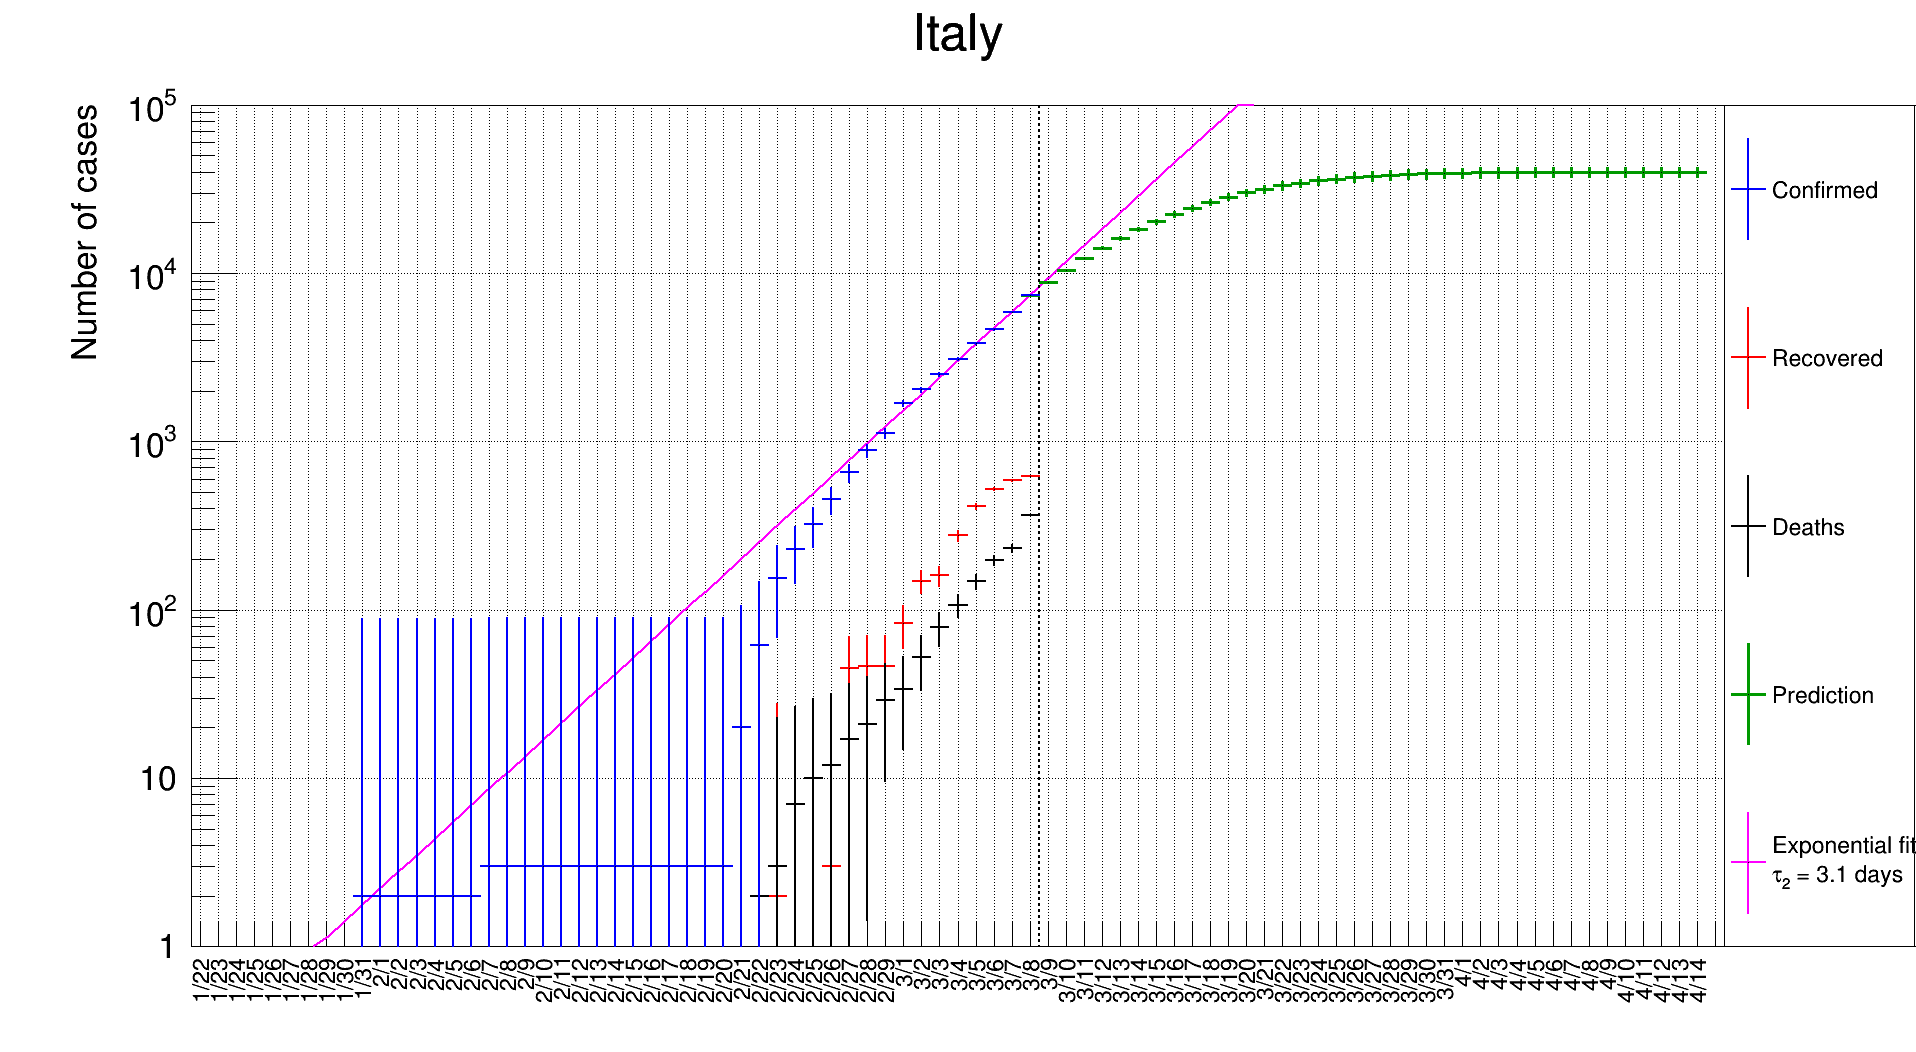 Italy
Number of cases
10^5
10^4
10^3
10^2
10
1
1/22 1/23 1/24 1/25 1/26 1/27 1/28 1/29 1/30 1/31 2/1 2/2 2/3 2/4 2/5 2/6 2/7 2/8 2/9 2/10 2/11 2/12 2/13 2/14 2/15 2/16 2/17 2/18 2/19 2/20 2/21 2/22 2/23 2/24 2/25 2/26 2/27 2/28 2/29 3/1 3/2 3/3 3/4 3/5 3/6 3/7 3/8 3/9 3/10 3/11 3/12 3/13 3/14 3/15 3/16 3/17 3/18 3/19 3/20 3/21 3/22 3/23 3/24 3/25 3/26 3/27 3/28 3/29 3/30 3/31 4/1 4/2 4/3 4/4 4/5 4/6 4/7 4/8 4/9 4/10 4/11 4/12 4/13 4/14
Confirmed
Recovered
Deaths
Prediction
Exponential fit
τ₂ = 3.1 days